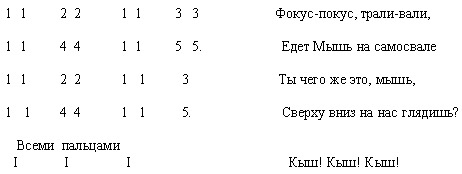 1 1 2 2 1 1 3 3 Фокус-покус, трали-вали,
1 1 4 4 1 1 5 5. Едет Мышь на самосвале
1 1 2 2 1 1 3 Ты чего же это, мышь,
1 1 4 4 1 1 5. Сверху вниз на нас глядишь?
Всеми пальцами
I I I Кыш! Кыш! Кыш!